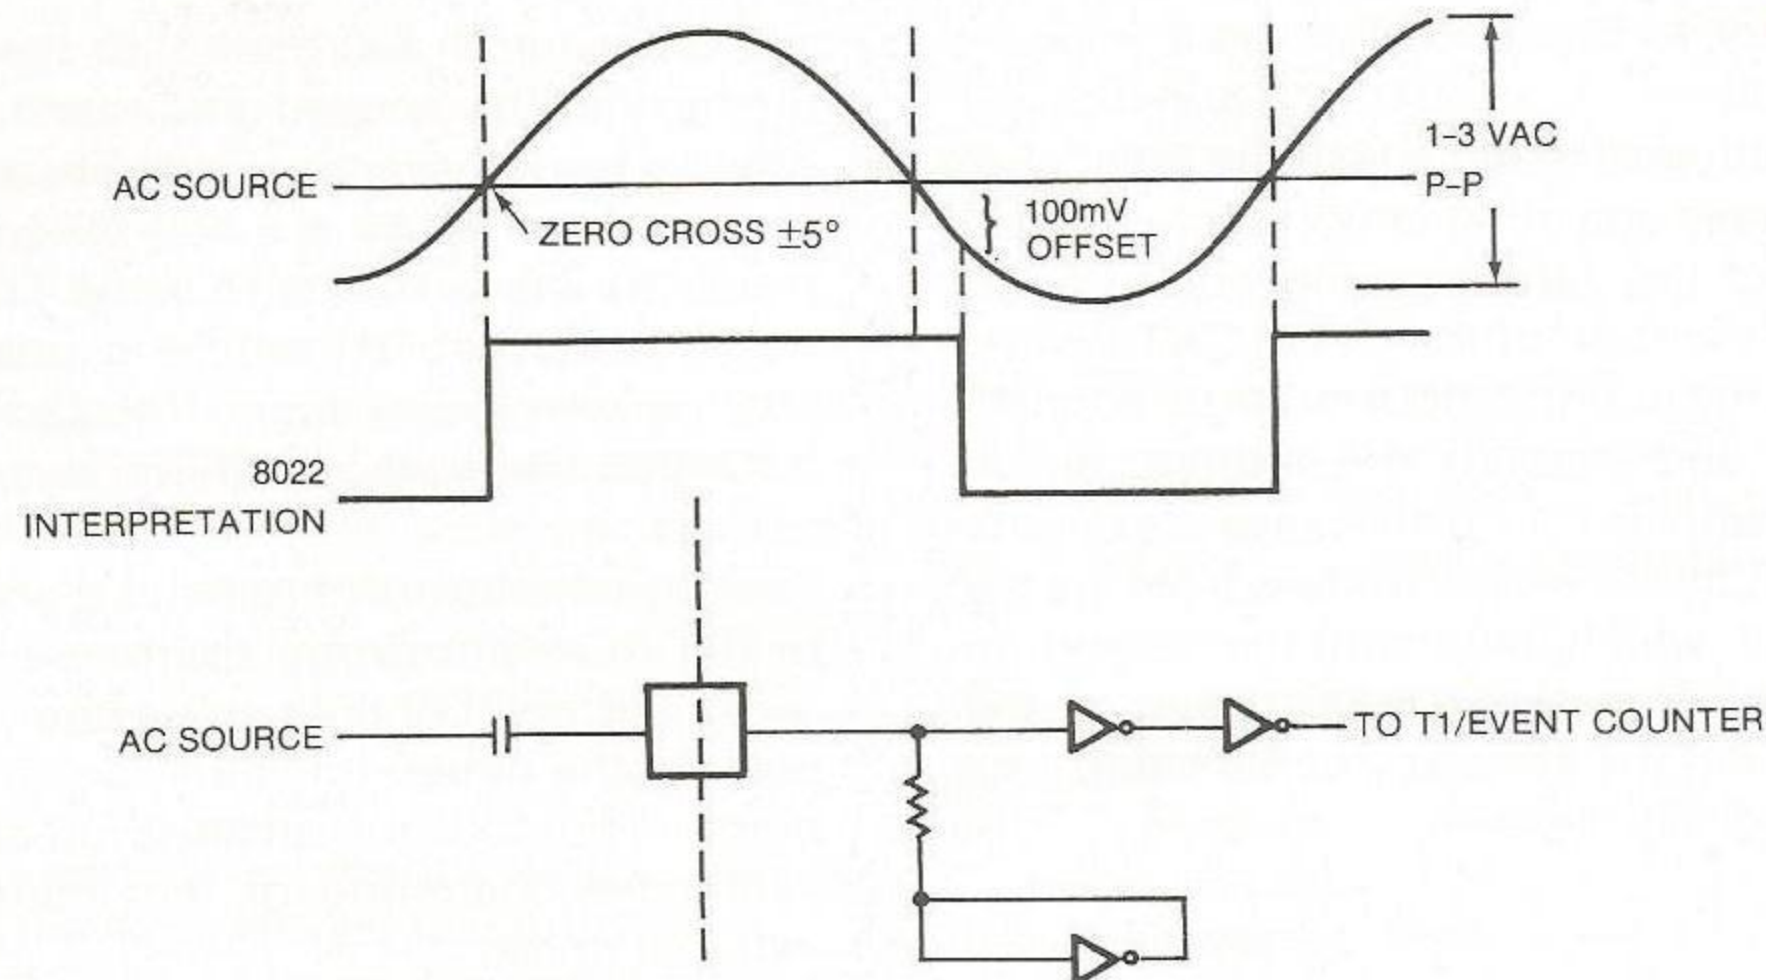 AC SOURCE
ZERO CROSS ±5°
100mV
OFFSET
1–3 VAC
P–P
8022
INTERPRETATION
AC SOURCE
TO T1/EVENT COUNTER